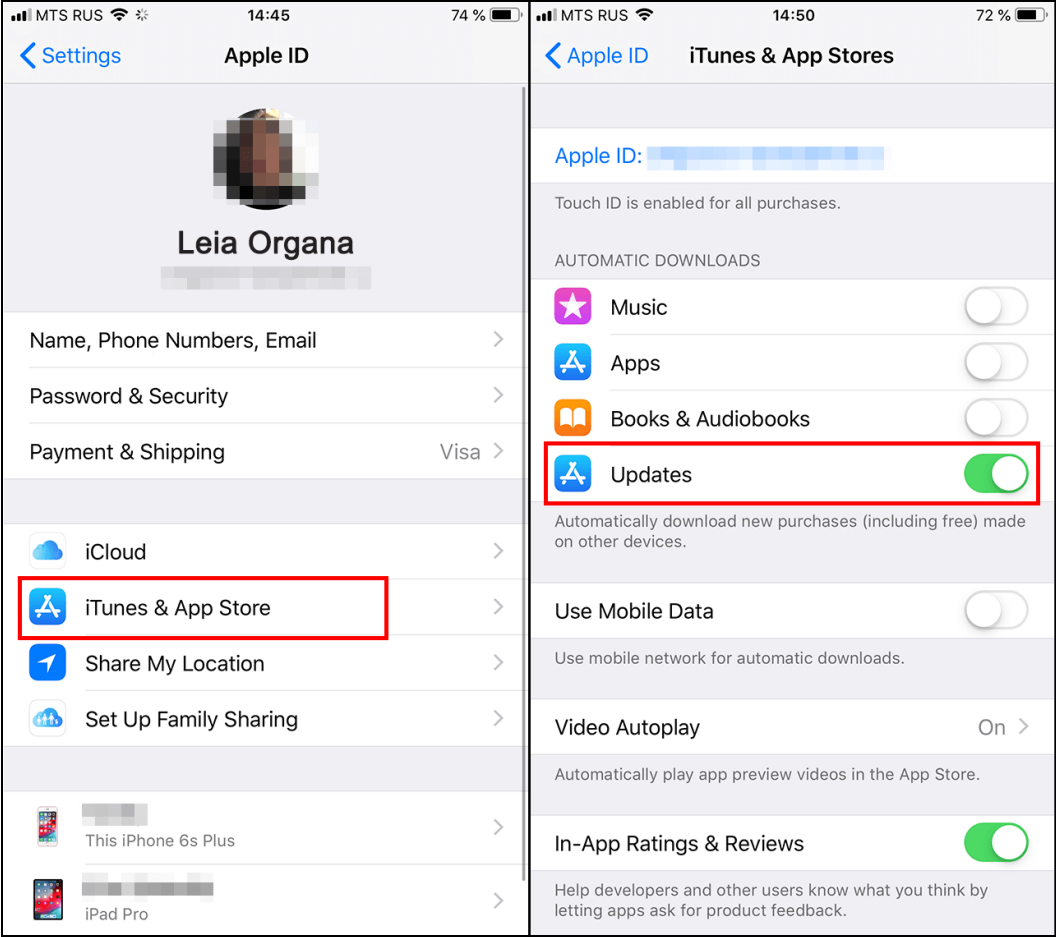 MTS RUS 14:45 74 %
Settings Apple ID
Leia Organa
Name, Phone Numbers, Email
Password & Security
Payment & Shipping Visa
iCloud
iTunes & App Store
Share My Location
Set Up Family Sharing
This iPhone 6s Plus
iPad Pro
MTS RUS 14:50 72 %
Apple ID iTunes & App Stores
Apple ID:
Touch ID is enabled for all purchases.
AUTOMATIC DOWNLOADS
Music
Apps
Books & Audiobooks
Updates
Automatically download new purchases (including free) made
on other devices.
Use Mobile Data
Use mobile network for automatic downloads.
Video Autoplay On
Automatically play app preview videos in the App Store.
In-App Ratings & Reviews
Help developers and other users know what you think by
letting apps ask for product feedback.